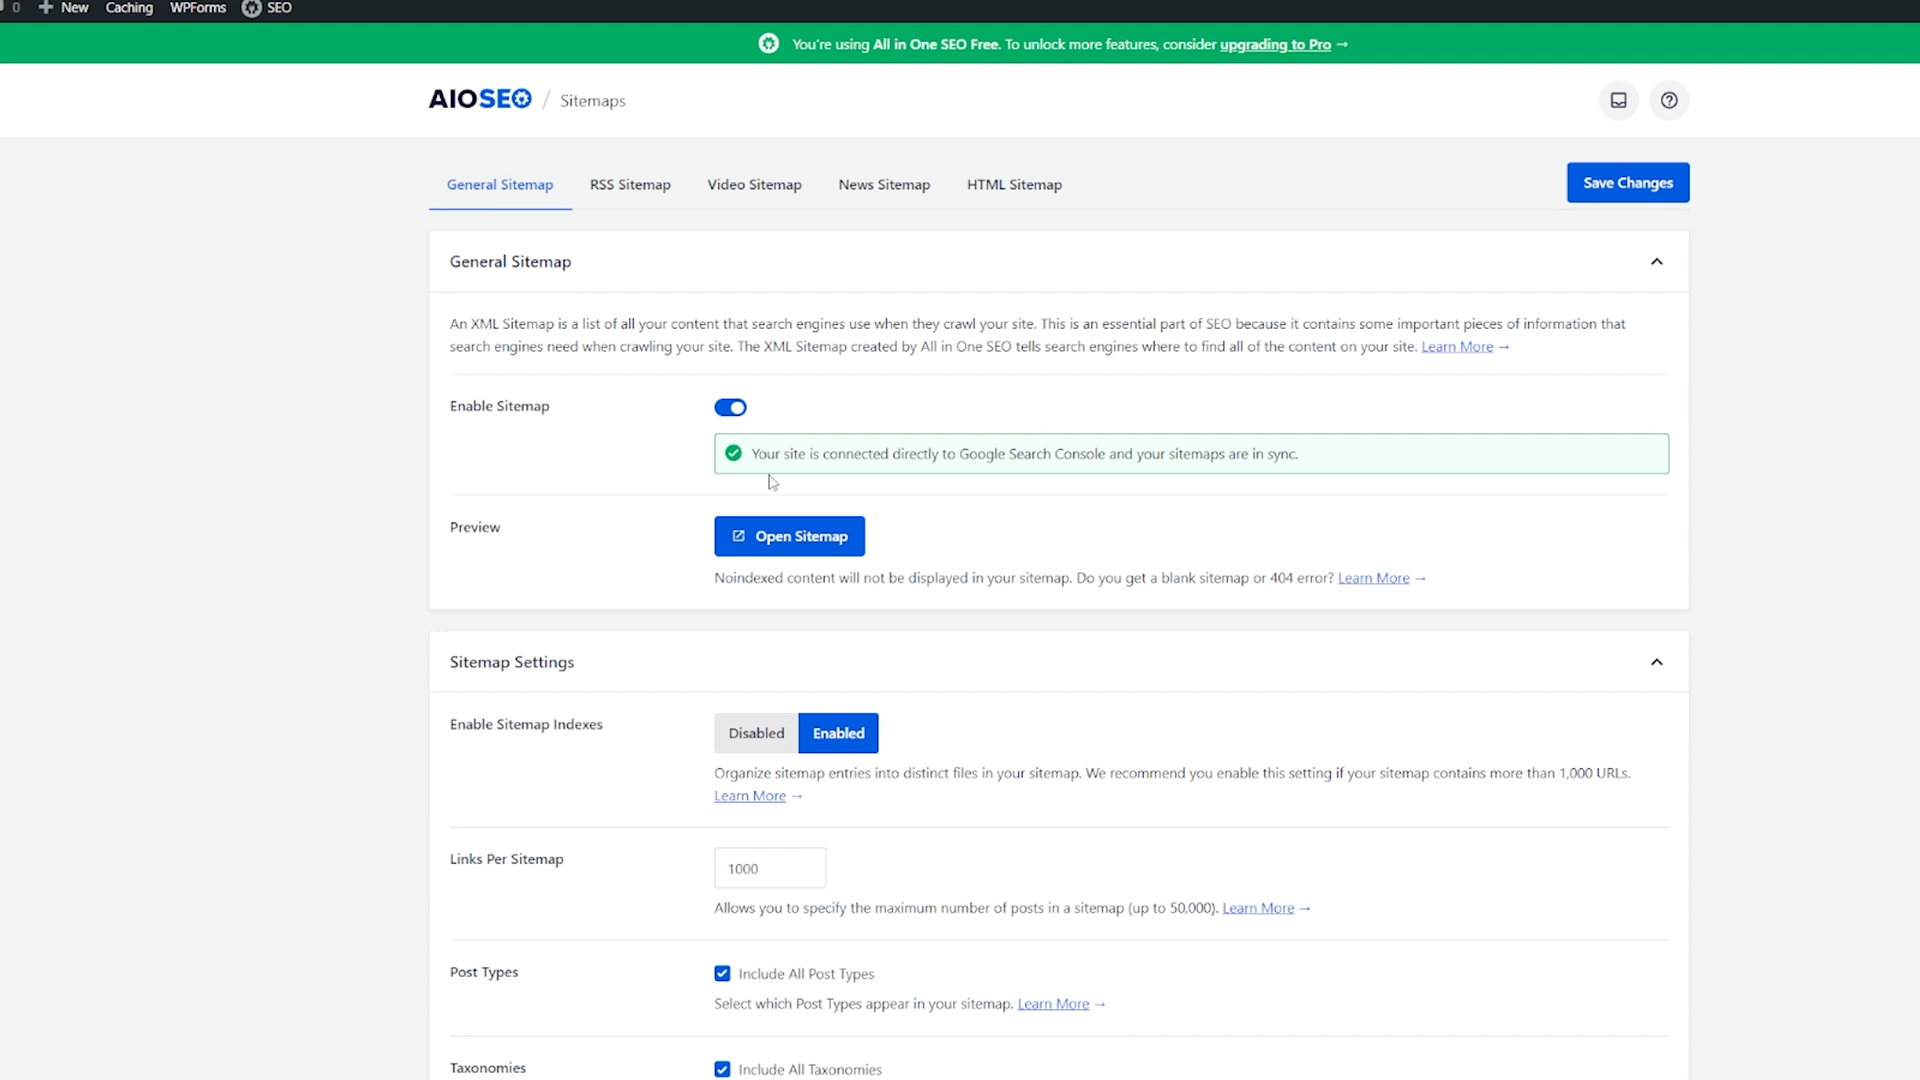 0 New Caching WPForms SEO
You're using All in One SEO Free. To unlock more features, consider upgrading to Pro →
AIOSEO / Sitemaps
General Sitemap RSS Sitemap Video Sitemap News Sitemap HTML Sitemap Save Changes
General Sitemap
An XML Sitemap is a list of all your content that search engines use when they crawl your site. This is an essential part of SEO because it contains some important pieces of information that
search engines need when crawling your site. The XML Sitemap created by All in One SEO tells search engines where to find all of the content on your site. Learn More →
Enable Sitemap
Your site is connected directly to Google Search Console and your sitemaps are in sync.
Preview
Open Sitemap
Noindexed content will not be displayed in your sitemap. Do you get a blank sitemap or 404 error? Learn More →
Sitemap Settings
Enable Sitemap Indexes
Disabled Enabled
Organize sitemap entries into distinct files in your sitemap. We recommend you enable this setting if your sitemap contains more than 1,000 URLs.
Learn More →
Links Per Sitemap
1000
Allows you to specify the maximum number of posts in a sitemap (up to 50,000). Learn More →
Post Types
Include All Post Types
Select which Post Types appear in your sitemap. Learn More →
Taxonomies
Include All Taxonomies